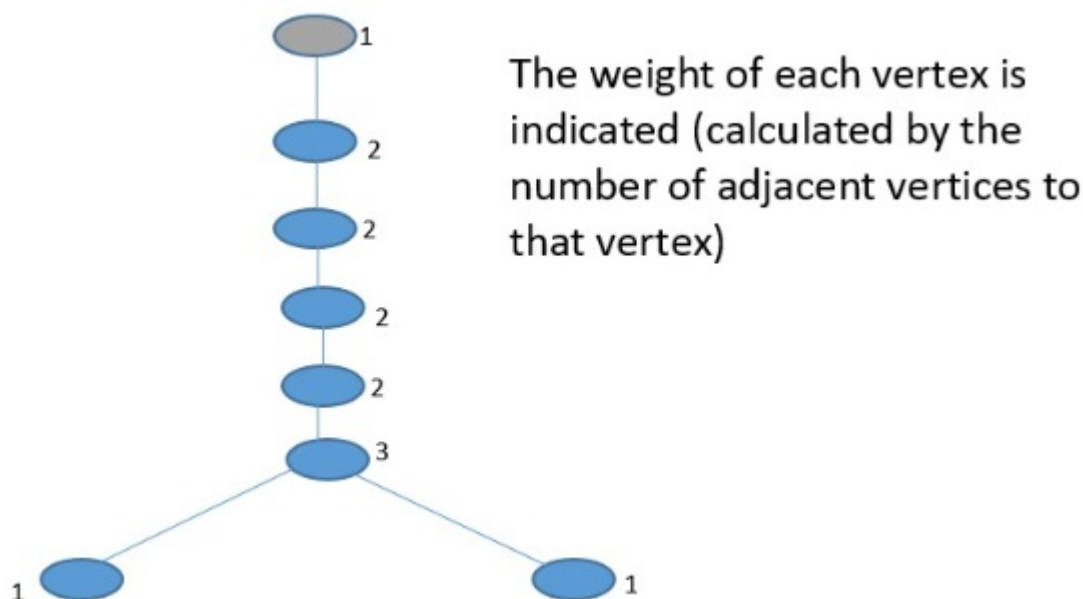 1
The weight of each vertex is
indicated (calculated by the
number of adjacent vertices to
that vertex)
2
2
2
2
3
1
1